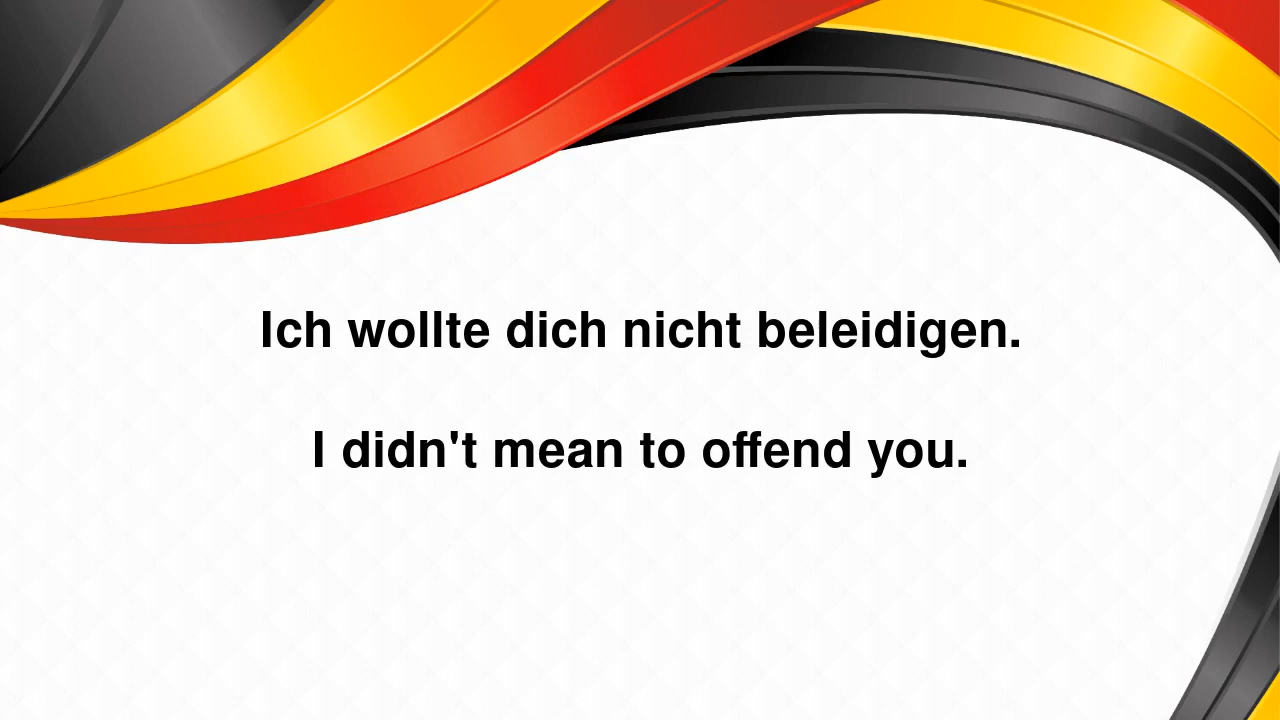 Ich wollte dich nicht beleidigen.
I didn't mean to offend you.